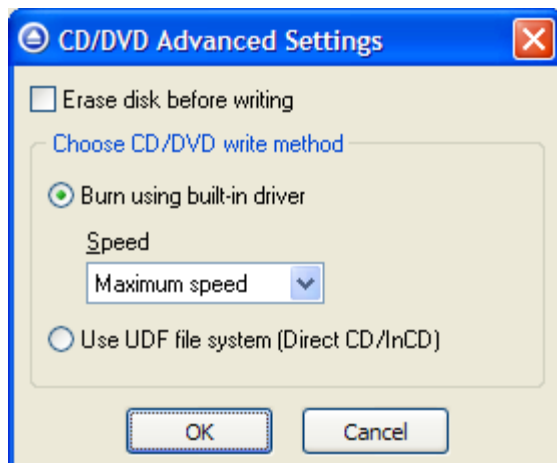 CD/DVD Advanced Settings
Erase disk before writing
Choose CD/DVD write method
Burn using built-in driver
Speed
Maximum speed
Use UDF file system (Direct CD/InCD)
OK
Cancel